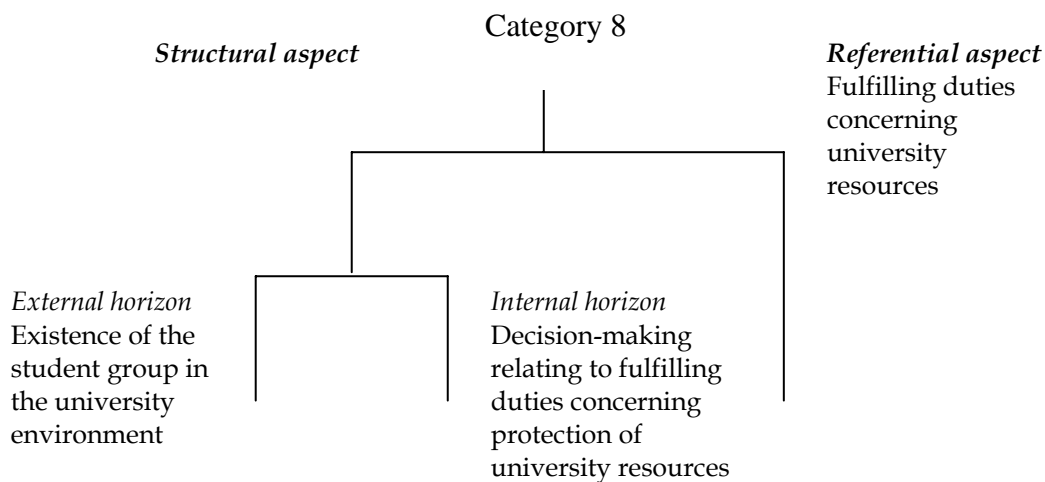 Category 8
Structural aspect
Referential aspect
Fulfilling duties
concerning
university
resources
External horizon
Existence of the
student group in
the university
environment
Internal horizon
Decision-making
relating to fulfilling
duties concerning
protection of
university resources